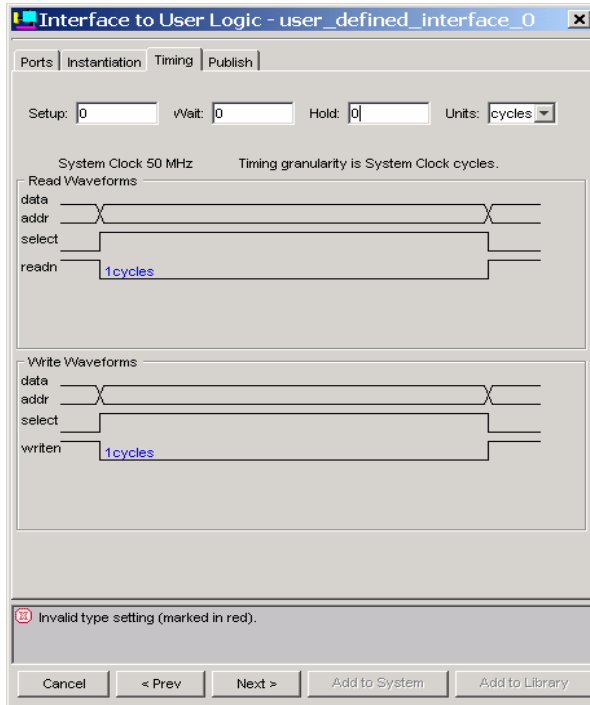 Interface to User Logic - user_defined_interface_0
Ports Instantiation Timing Publish
Setup: 0 Wait: 0 Hold: 0 Units: cycles
System Clock 50 MHz Timing granularity is System Clock cycles.
Read Waveforms
data
addr
select
readn 1cycles
Write Waveforms
data
addr
select
writen 1cycles
Invalid type setting (marked in red).
Cancel < Prev Next > Add to System Add to Library